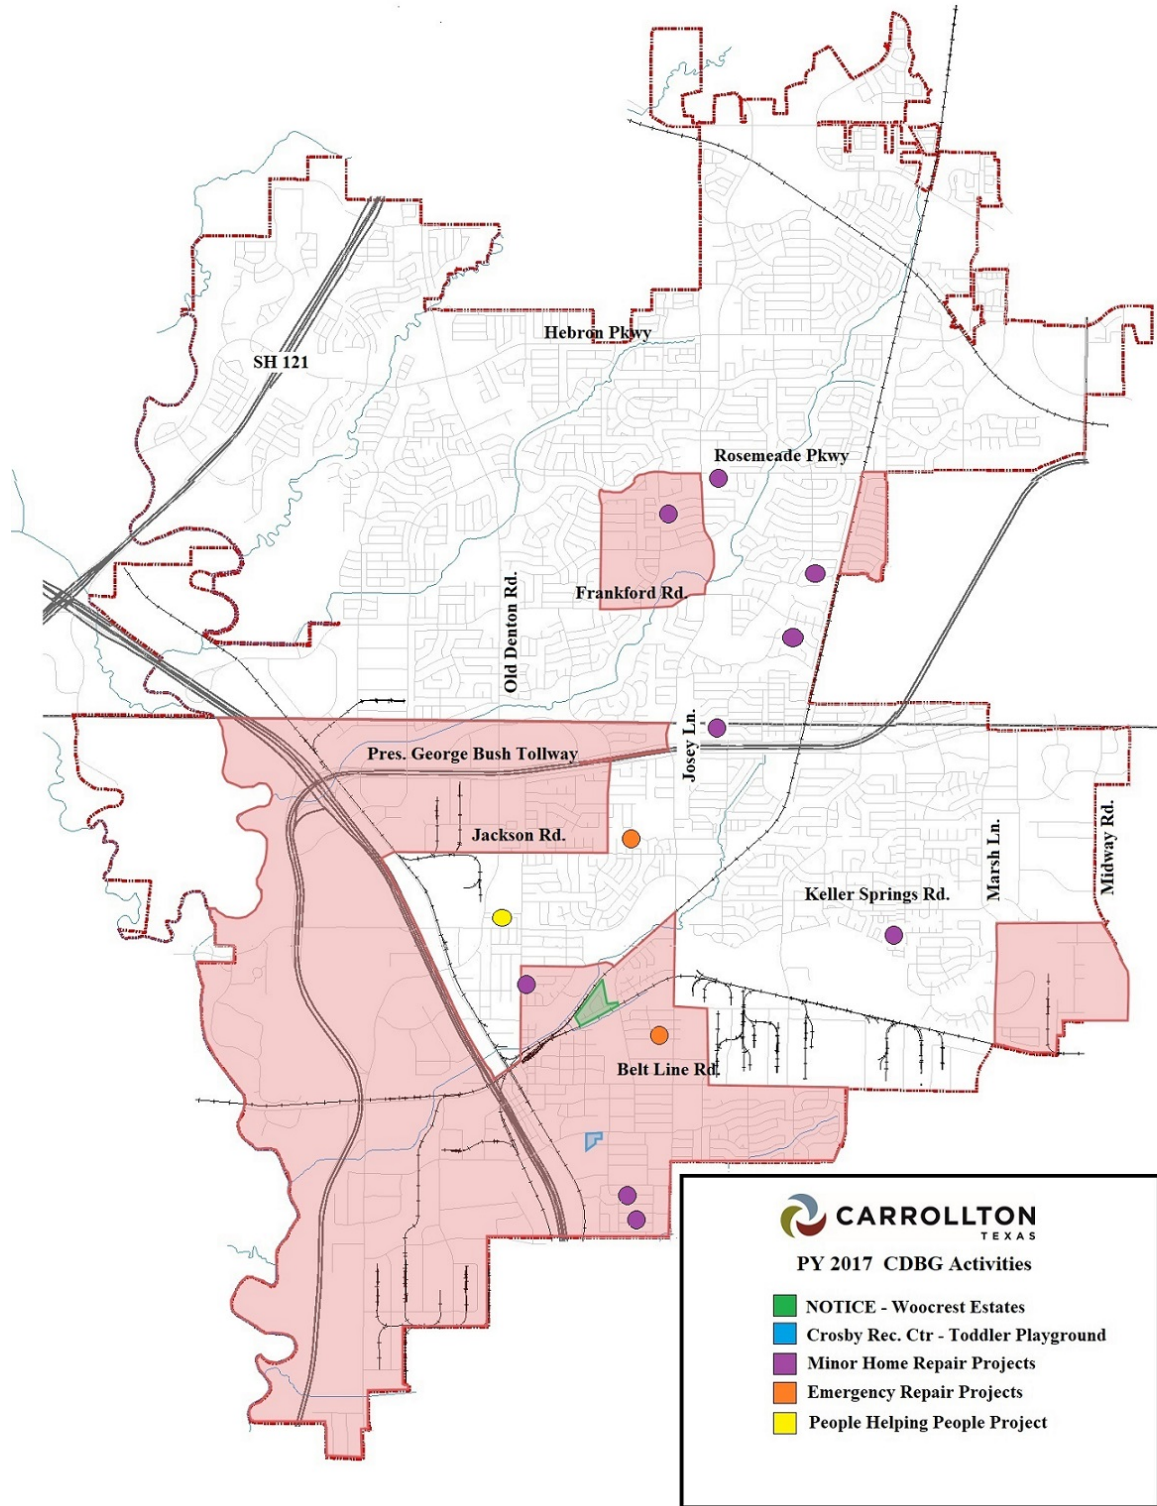 Hebron Pkwy
SH 121
Rosemeade Pkwy
Frankford Rd.
Old Denton Rd.
Josey Ln.
Pres. George Bush Tollway
Jackson Rd.
Marsh Ln.
Midway Rd.
Keller Springs Rd.
Belt Line Rd.
CARROLLTON
TEXAS
PY 2017 CDBG Activities
NOTICE - Woocrest Estates
Crosby Rec. Ctr - Toddler Playground
Minor Home Repair Projects
Emergency Repair Projects
People Helping People Project